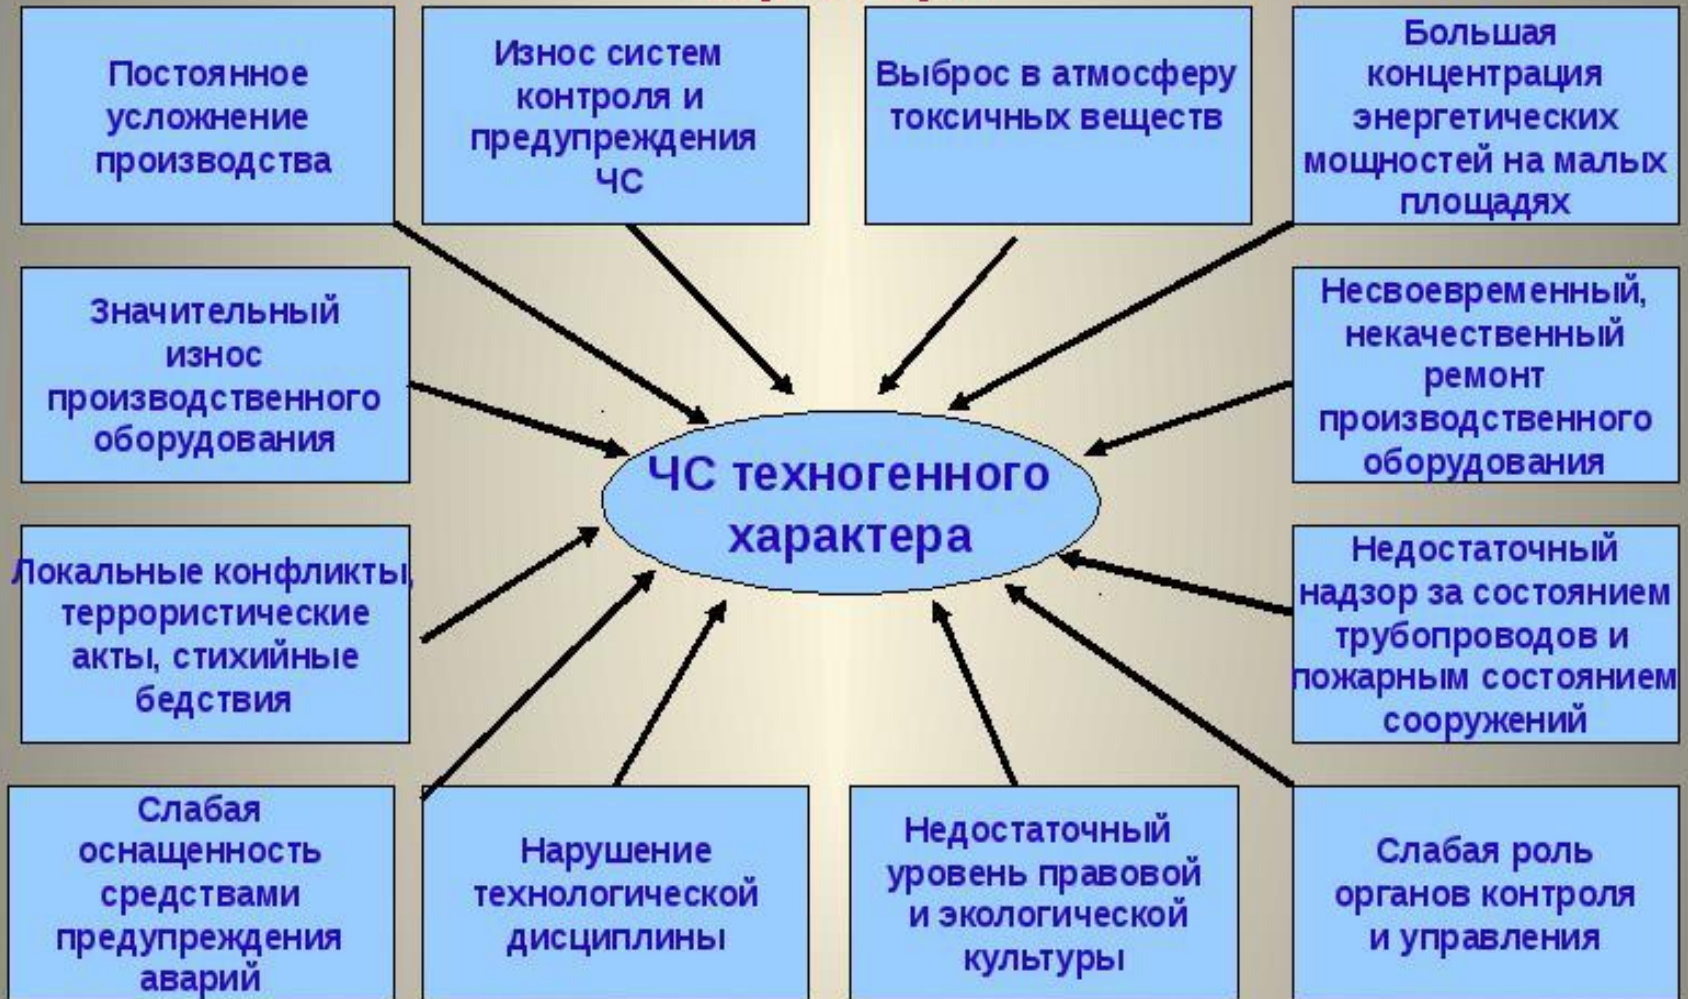 Постоянное
усложнение
производства
Износ систем
контроля и
предупреждения
ЧС
Выброс в атмосферу
токсичных веществ
Большая
концентрация
энергетических
мощностей на малых
площадях
Значительный
износ
производственного
оборудования
Несвоевременный,
некачественный
ремонт
производственного
оборудования
ЧС техногенного
характера
Локальные конфликты,
террористические
акты, стихийные
бедствия
Недостаточный
надзор за состоянием
трубопроводов и
пожарным состоянием
сооружений
Слабая
оснащенность
средствами
предупреждения
аварий
Нарушение
технологической
дисциплины
Недостаточный
уровень правовой
и экологической
культуры
Слабая роль
органов контроля
и управления